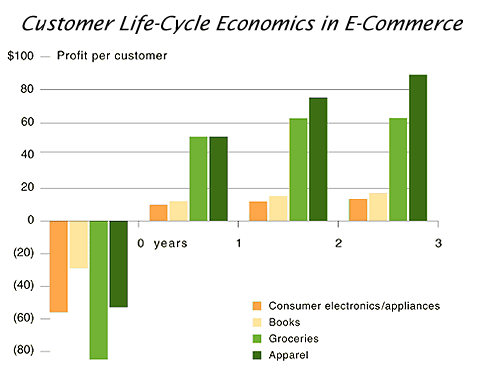 Customer Life-Cycle Economics in E-Commerce
$100 Profit per customer
80
60
40
20
0
0 years 1 2 3
(20)
(40)
(60)
(80)
Consumer electronics/appliances
Books
Groceries
Apparel